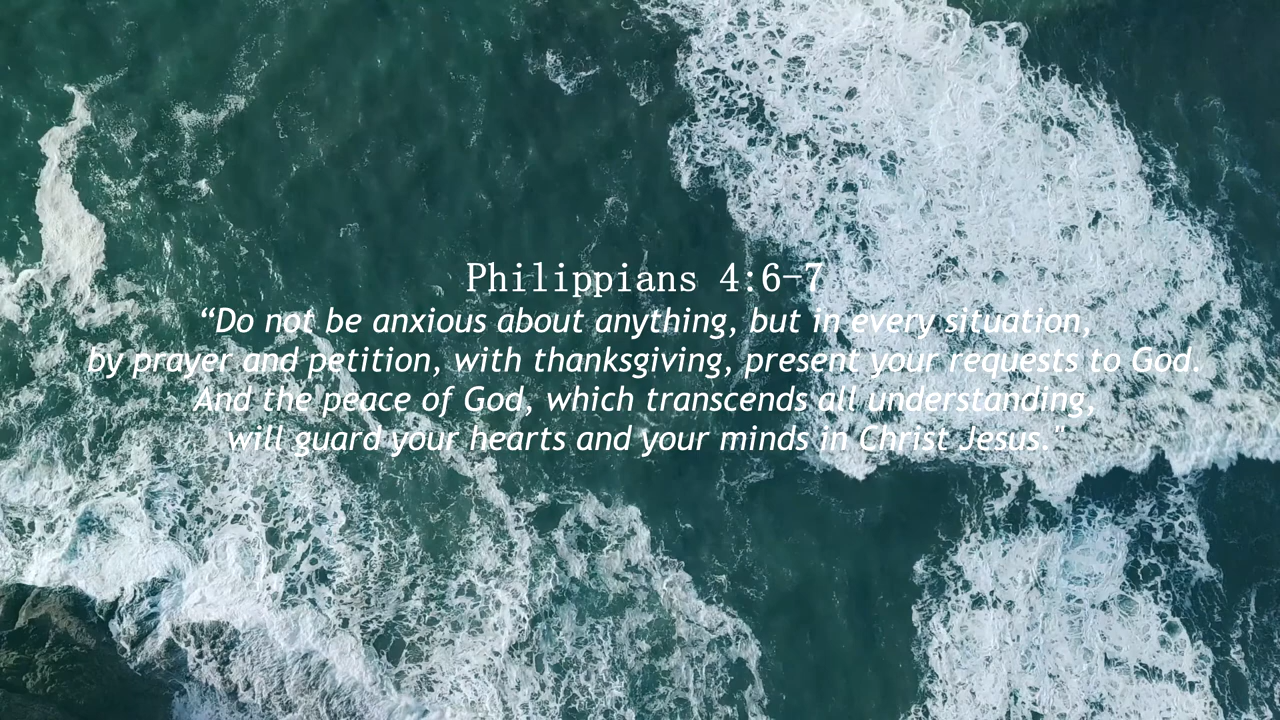 Philippians 4:6-7
“Do not be anxious about anything, but in every situation,
by prayer and petition, with thanksgiving, present your requests to God.
And the peace of God, which transcends all understanding,
will guard your hearts and your minds in Christ Jesus."